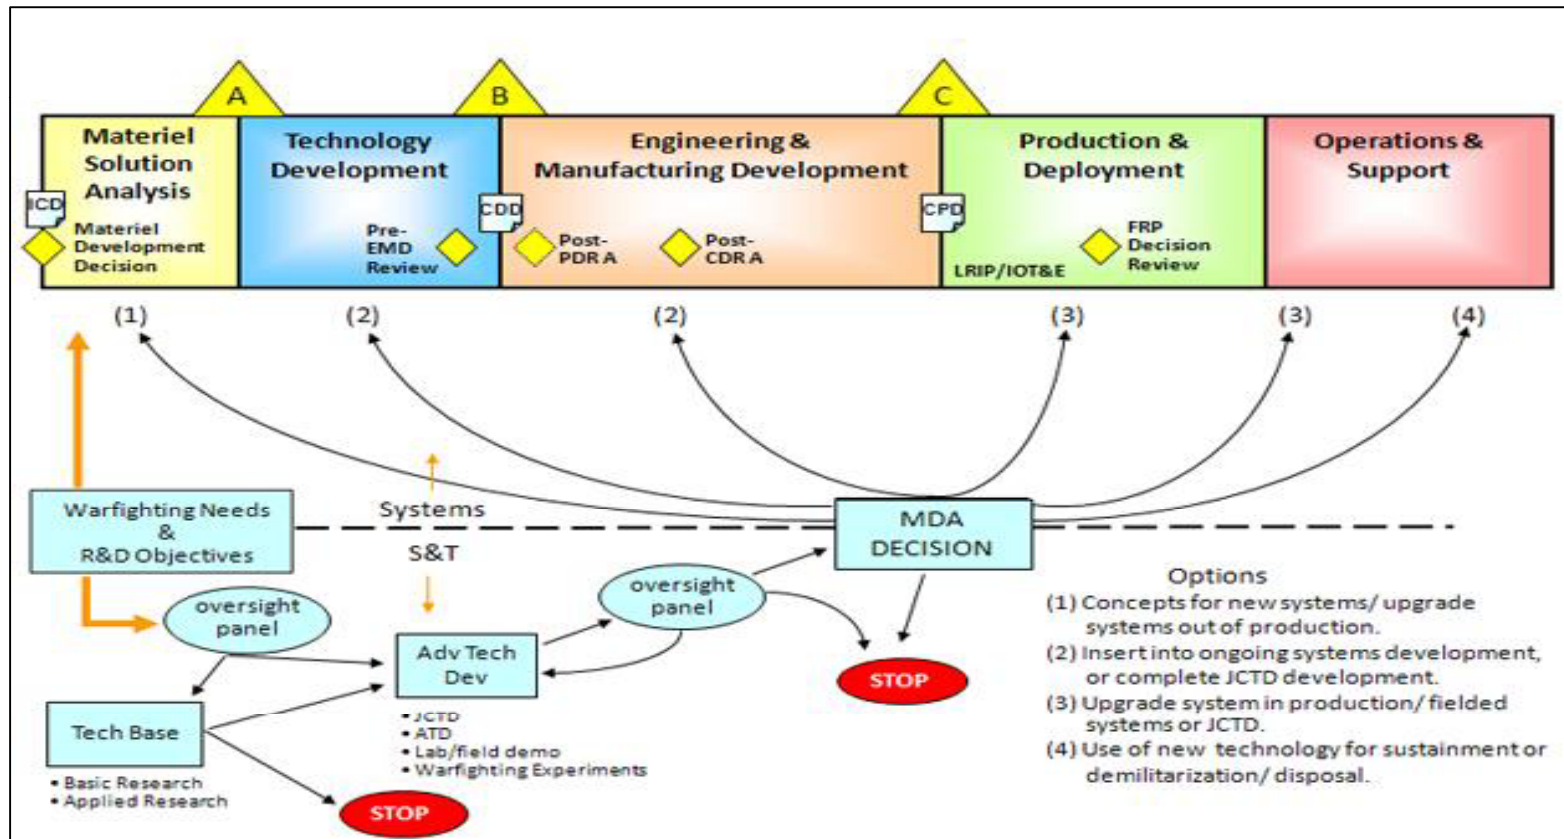 A
B
C
Materiel
Solution
Analysis
ICD
Materiel
Development
Decision
Technology
Development
Pre-
EMD
Review
CDD
Engineering &
Manufacturing Development
Post-
PDR A
Post-
CDR A
CPD
Production &
Deployment
FRP
Decision
Review
LRIP/IOT&E
Operations &
Support
(1)
(2)
(2)
(3)
(3)
(4)
Warfighting Needs
&
R&D Objectives
Systems
S&T
MDA
DECISION
oversight
panel
oversight
panel
Adv Tech
Dev
• JCTD
• ATD
• Lab/field demo
• Warfighting Experiments
Tech Base
• Basic Research
• Applied Research
STOP
STOP
Options
(1) Concepts for new systems/ upgrade
systems out of production.
(2) Insert into ongoing systems development,
or complete JCTD development.
(3) Upgrade system in production/ fielded
systems or JCTD.
(4) Use of new technology for sustainment or
demilitarization/ disposal.